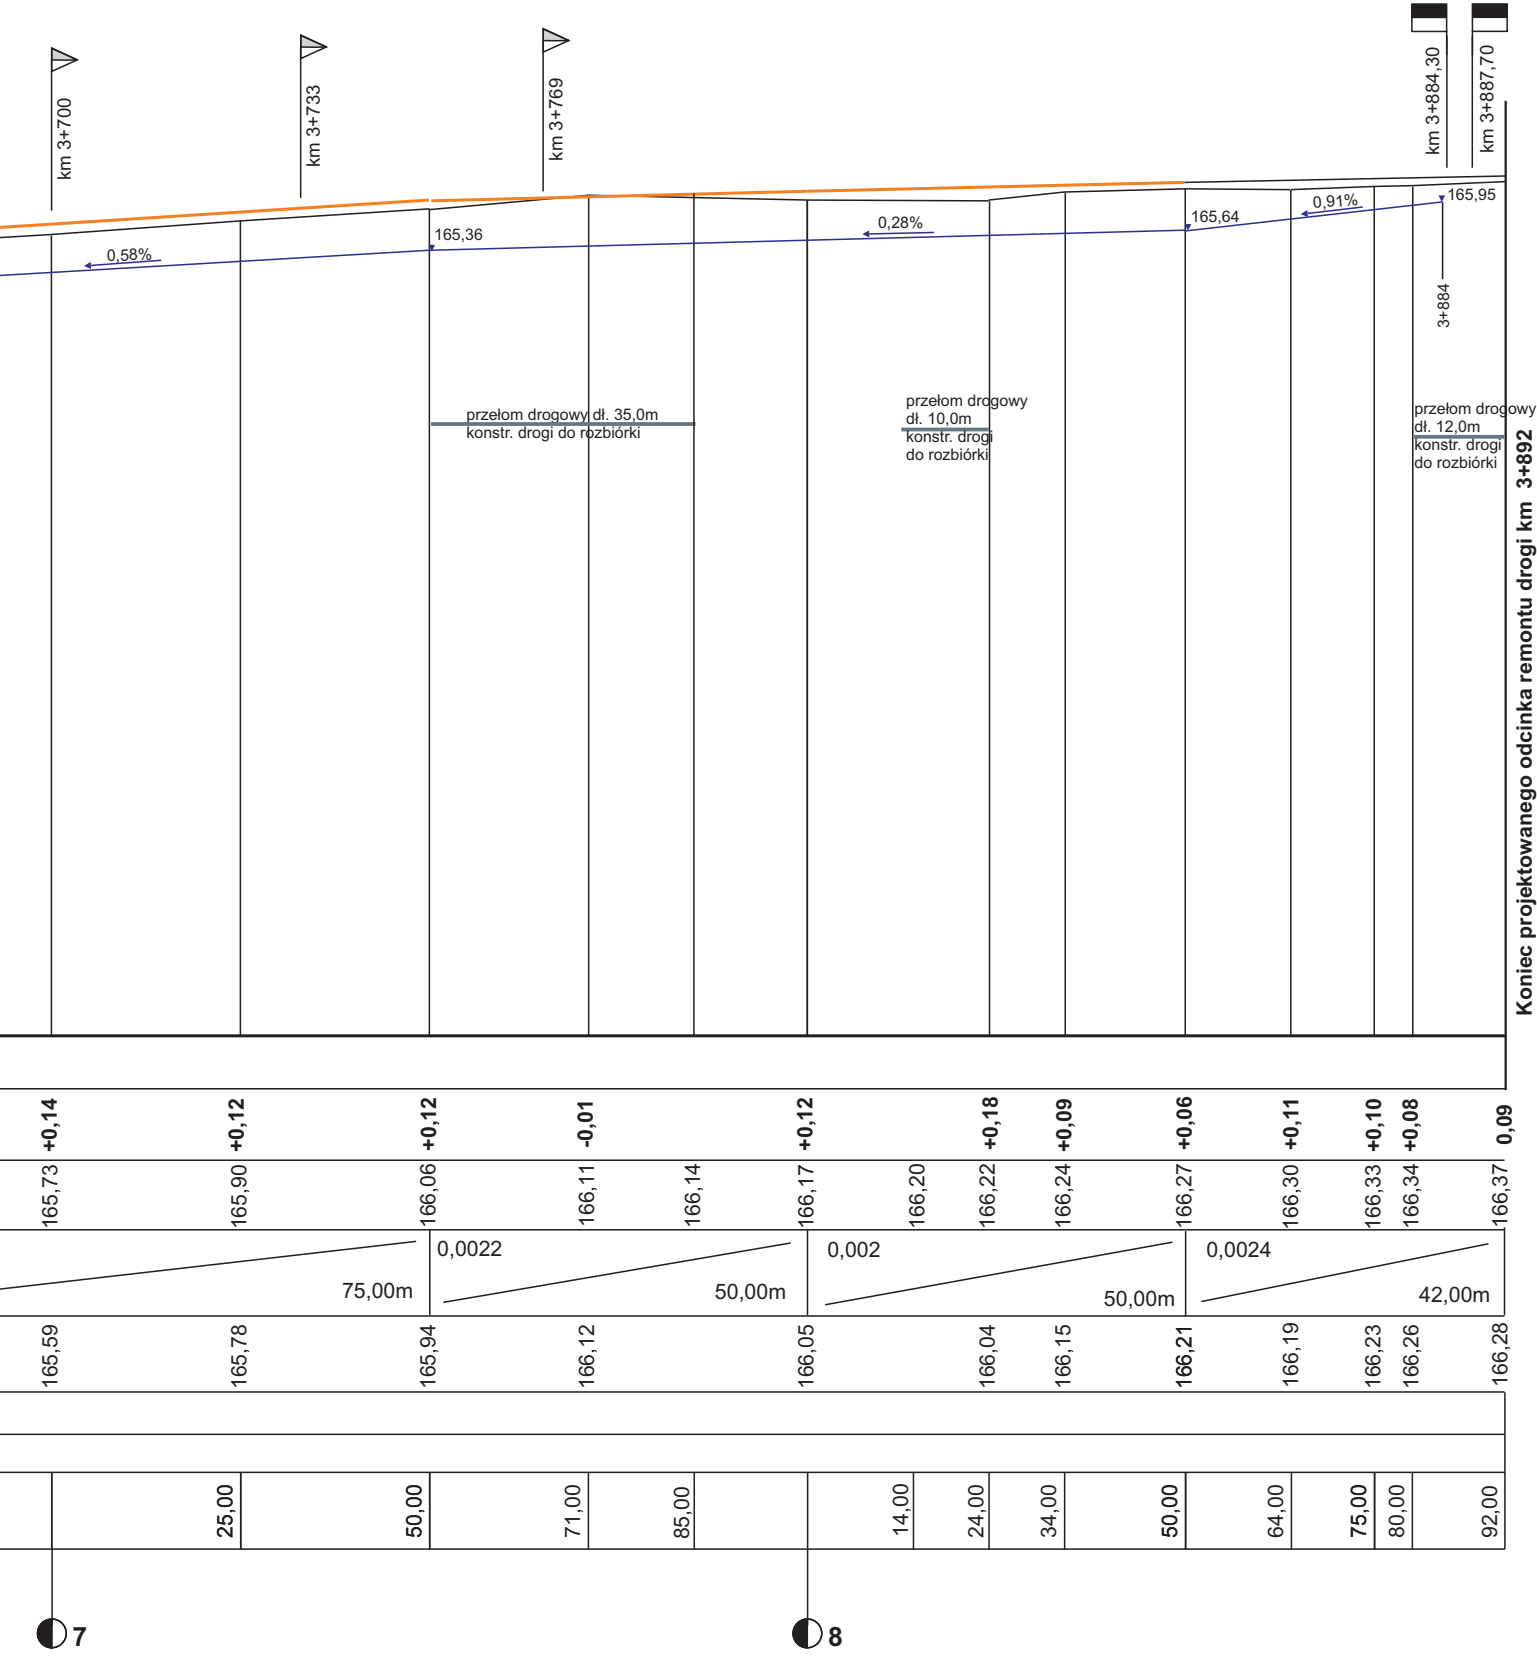 km 3+700
km 3+733
km 3+769
km 3+884,30
km 3+887,70
0,58%
165,36
0,28%
165,64
0,91%
165,95
3+884
przełom drogowy dł. 35,0m
konstr. drogi do rozbiórki
przełom drogowy
dł. 10,0m
konstr. drogi
do rozbiórki
przełom drogowy
dł. 12,0m
konstr. drogi
do rozbiórki
Koniec projektowanego odcinka remontu drogi km 3+892
+0,14 +0,12 +0,12 -0,01 +0,12 +0,18 +0,09 +0,06 +0,11 +0,10 +0,08 0,09
165,73 165,90 166,06 166,11 166,14 166,17 166,20 166,22 166,24 166,27 166,30 166,33 166,34 166,37
0,0022 0,002 0,0024
75,00m 50,00m 50,00m 42,00m
165,59 165,78 165,94 166,12 166,05 166,04 166,15 166,21 166,19 166,23 166,26 166,28
25,00 50,00 71,00 85,00 14,00 24,00 34,00 50,00 64,00 75,00 80,00 92,00
7 8